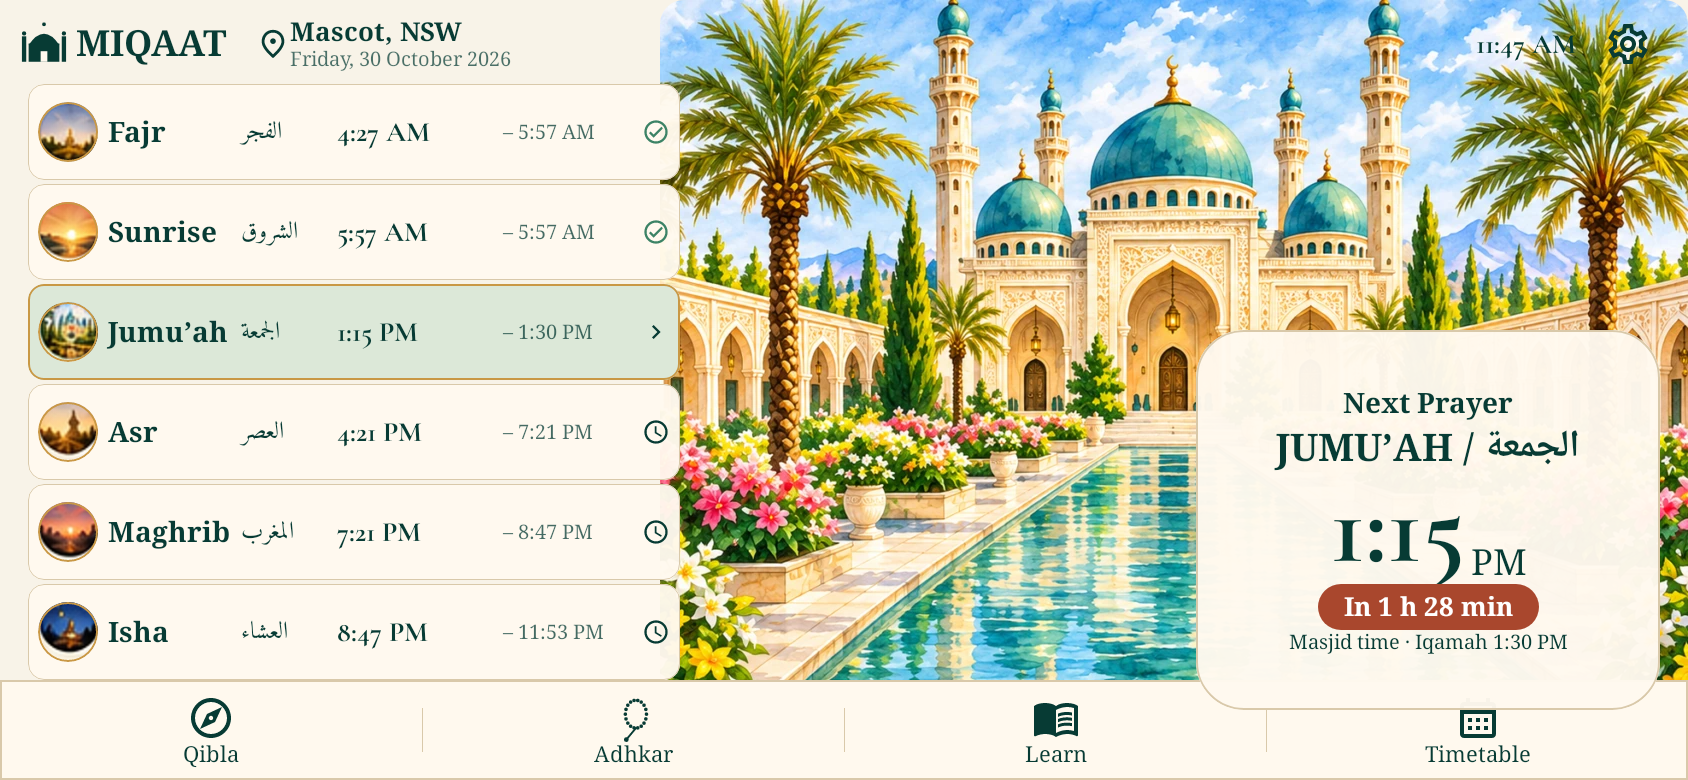 MIQAAT
Mascot, NSW
Friday, 30 October 2026
11:47 AM
Fajr الفجر 4:27 AM – 5:57 AM
Sunrise الشروق 5:57 AM – 5:57 AM
Jumu’ah الجمعة 1:15 PM – 1:30 PM
Asr العصر 4:21 PM – 7:21 PM
Maghrib المغرب 7:21 PM – 8:47 PM
Isha العشاء 8:47 PM – 11:53 PM
Next Prayer
JUMU’AH / الجمعة
1:15 PM
In 1 h 28 min
Masjid time · Iqamah 1:30 PM
Qibla
Adhkar
Learn
Timetable